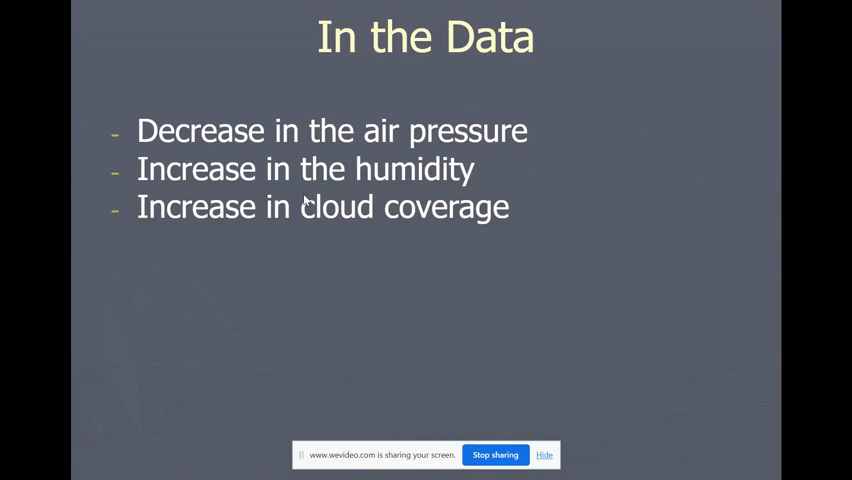 In the Data
- Decrease in the air pressure
- Increase in the humidity
- Increase in cloud coverage
www.wevideo.com is sharing your screen. Stop sharing Hide